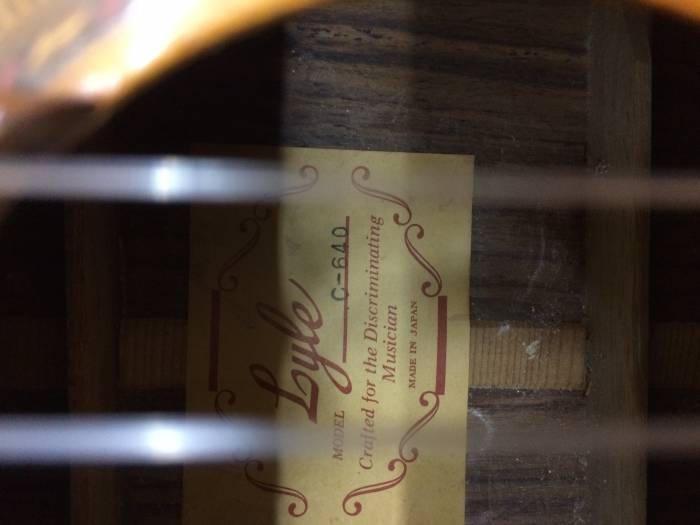 Lyle
MODEL C-640
Crafted for the Discriminating
Musician
MADE IN JAPAN